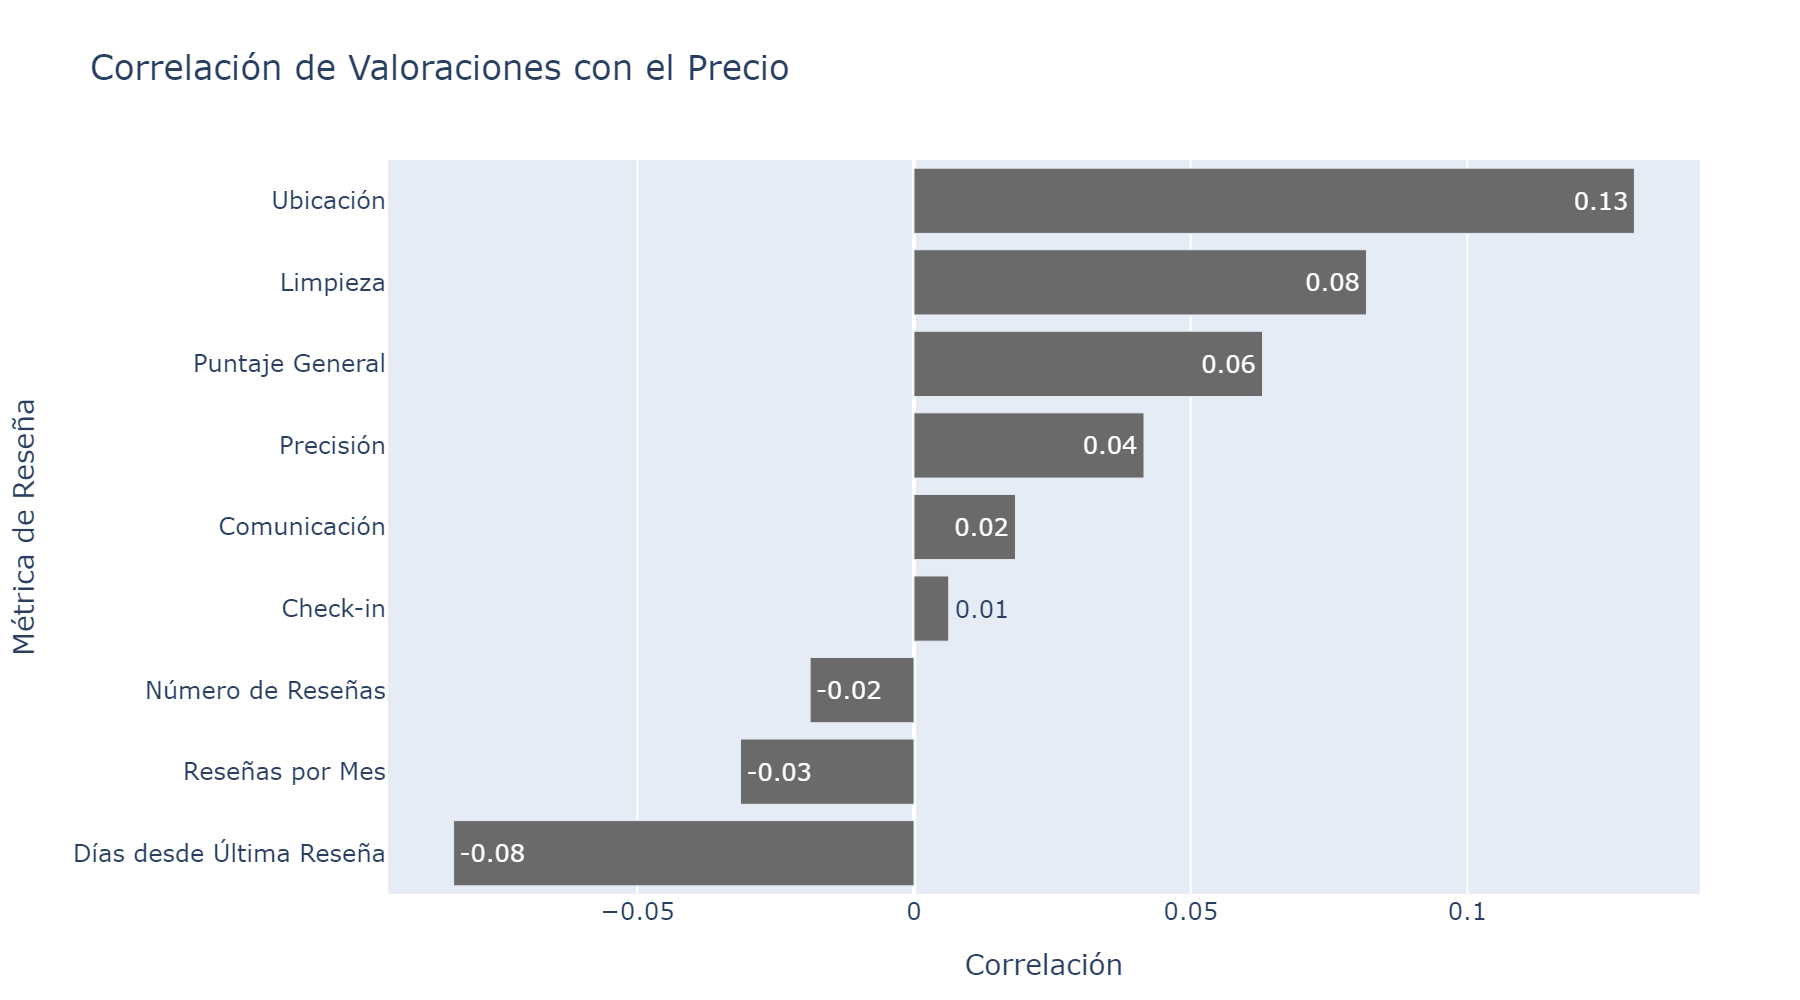 Correlación de Valoraciones con el Precio
Métrica de Reseña
Ubicación 0.13
Limpieza 0.08
Puntaje General 0.06
Precisión 0.04
Comunicación 0.02
Check-in 0.01
Número de Reseñas -0.02
Reseñas por Mes -0.03
Días desde Última Reseña -0.08
−0.05 0 0.05 0.1
Correlación